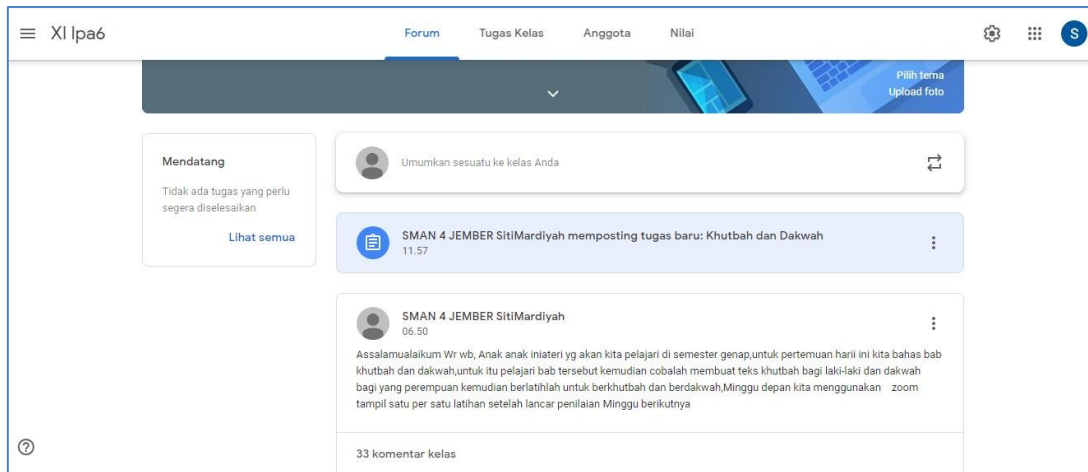 XI Ipa6
Forum
Tugas Kelas
Anggota
Nilai
S
Pilih tema
Upload foto
Mendatang
Tidak ada tugas yang perlu
segera diselesaikan
Lihat semua
Umumkan sesuatu ke kelas Anda
SMAN 4 JEMBER SitiMardiyah memposting tugas baru: Khutbah dan Dakwah
11.57
SMAN 4 JEMBER SitiMardiyah
06.50
Assalamualaikum Wr wb, Anak anak iniateri yg akan kita pelajari di semester genap,untuk pertemuan harii ini kita bahas bab
khutbah dan dakwah,untuk itu pelajari bab tersebut kemudian cobalah membuat teks khutbah bagi laki-laki dan dakwah
bagi yang perempuan kemudian berlatihlah untuk berkhutbah dan berdakwah,Minggu depan kita menggunakan zoom
tampil satu per satu latihan setelah lancar penilaian Minggu berikutnya
33 komentar kelas